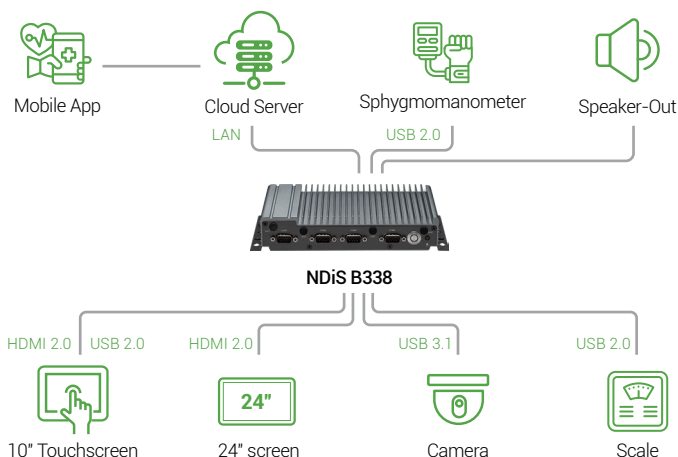 Mobile App
Cloud Server
Sphygmomanometer
Speaker-Out
LAN
USB 2.0
NDiS B338
HDMI 2.0
USB 2.0
HDMI 2.0
USB 3.1
USB 2.0
24"
10" Touchscreen
24" screen
Camera
Scale